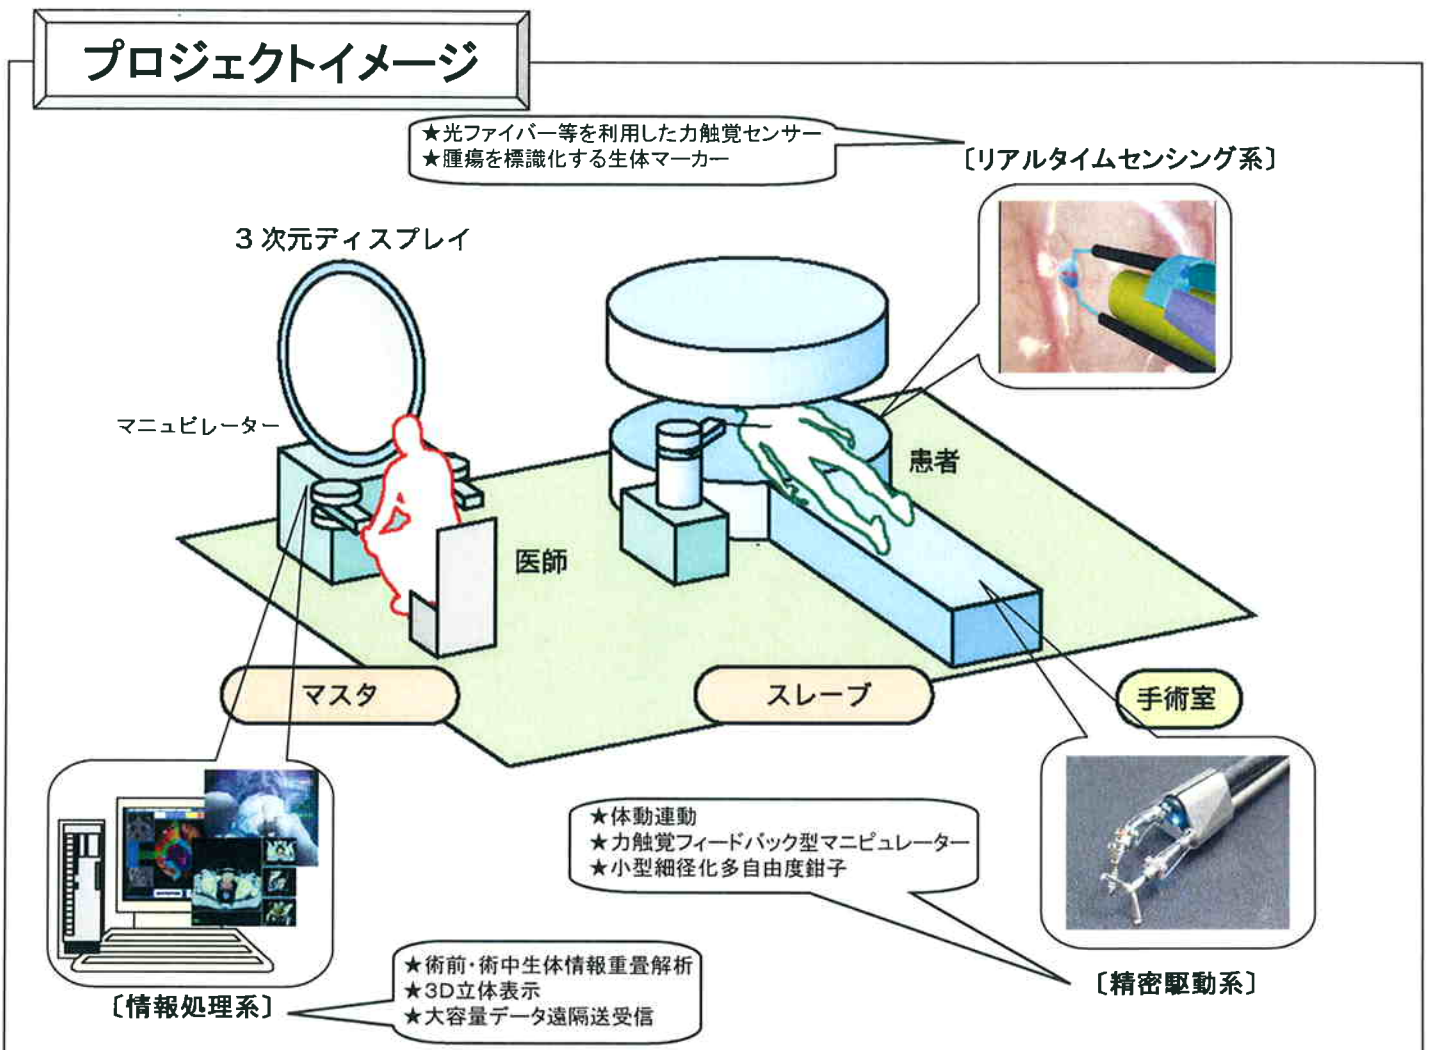 プロジェクトイメージ
★光ファイバー等を利用した力触覚センサー
★腫瘍を標識化する生体マーカー
〔リアルタイムセンシング系〕
3次元ディスプレイ
マニュピレーター
患者
医師
マスタ
スレーブ
手術室
★体動連動
★力触覚フィードバック型マニピュレーター
★小型細径化多自由度鉗子
〔精密駆動系〕
★術前・術中生体情報重畳解析
★3D立体表示
★大容量データ遠隔送受信
〔情報処理系〕